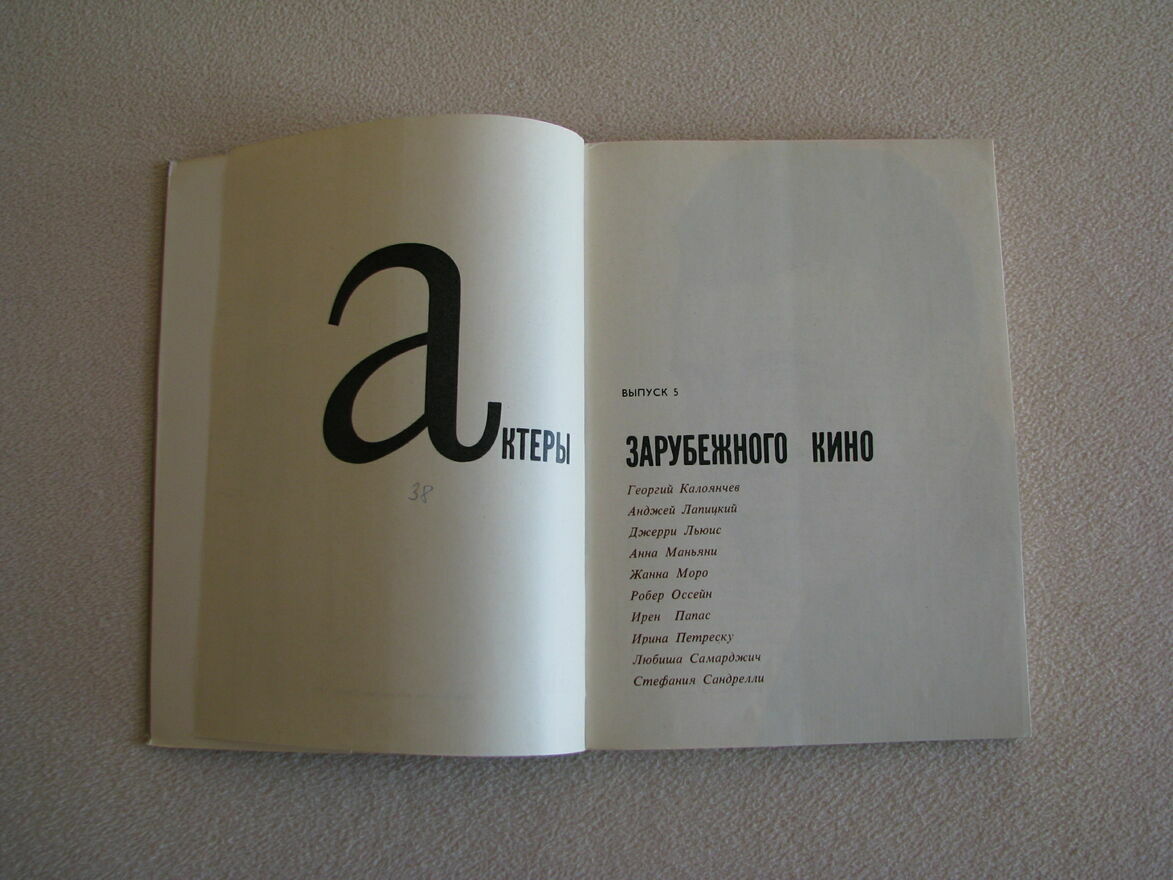 актеры
38
ВЫПУСК 5
ЗАРУБЕЖНОГО КИНО
Георгий Калоянчев
Анджей Лапицкий
Джерри Льюис
Анна Маньяни
Жанна Моро
Робер Оссейн
Ирен Папас
Ирина Петреску
Любиша Самарджич
Стефания Сандрелли